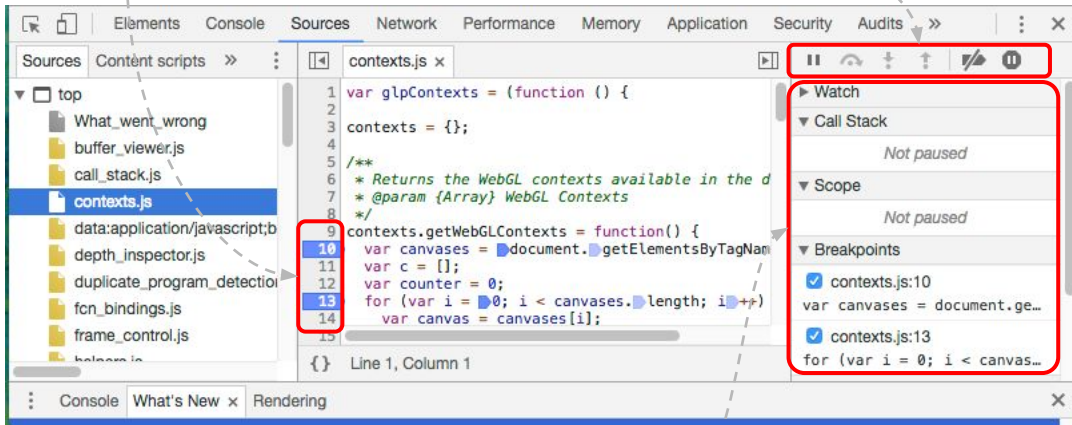 Elements Console Sources Network Performance Memory Application Security Audits »
Sources Content scripts »
top
What_went_wrong
buffer_viewer.js
call_stack.js
contexts.js
data:application/javascript;b
depth_inspector.js
duplicate_program_detection
fcn_bindings.js
frame_control.js
contexts.js ×
1 var glpContexts = (function () {
2
3 contexts = {};
4
5 /**
6 * Returns the WebGL contexts available in the d
7 * @param {Array} WebGL Contexts
8 */
9 contexts.getWebGLContexts = function() {
10 var canvases = document.getElementsByTagNam
11 var c = [];
12 var counter = 0;
13 for (var i = 0; i < canvases.length; i++)
14 var canvas = canvases[i];
15
{} Line 1, Column 1
Watch
Call Stack
Not paused
Scope
Not paused
Breakpoints
contexts.js:10
var canvases = document.ge…
contexts.js:13
for (var i = 0; i < canvas…
Console What's New × Rendering